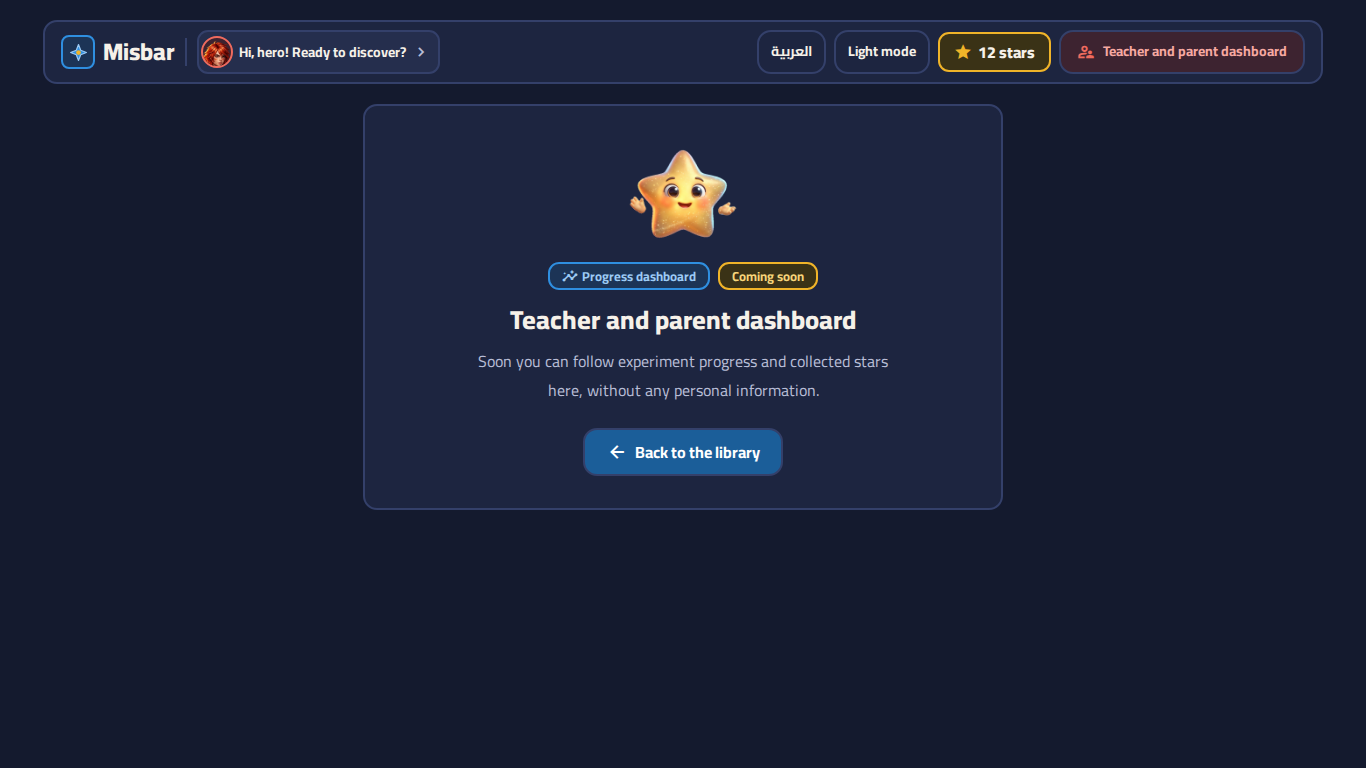 Misbar
Hi, hero! Ready to discover?
العربية
Light mode
12 stars
Teacher and parent dashboard
Progress dashboard
Coming soon
Teacher and parent dashboard
Soon you can follow experiment progress and collected stars
here, without any personal information.
Back to the library